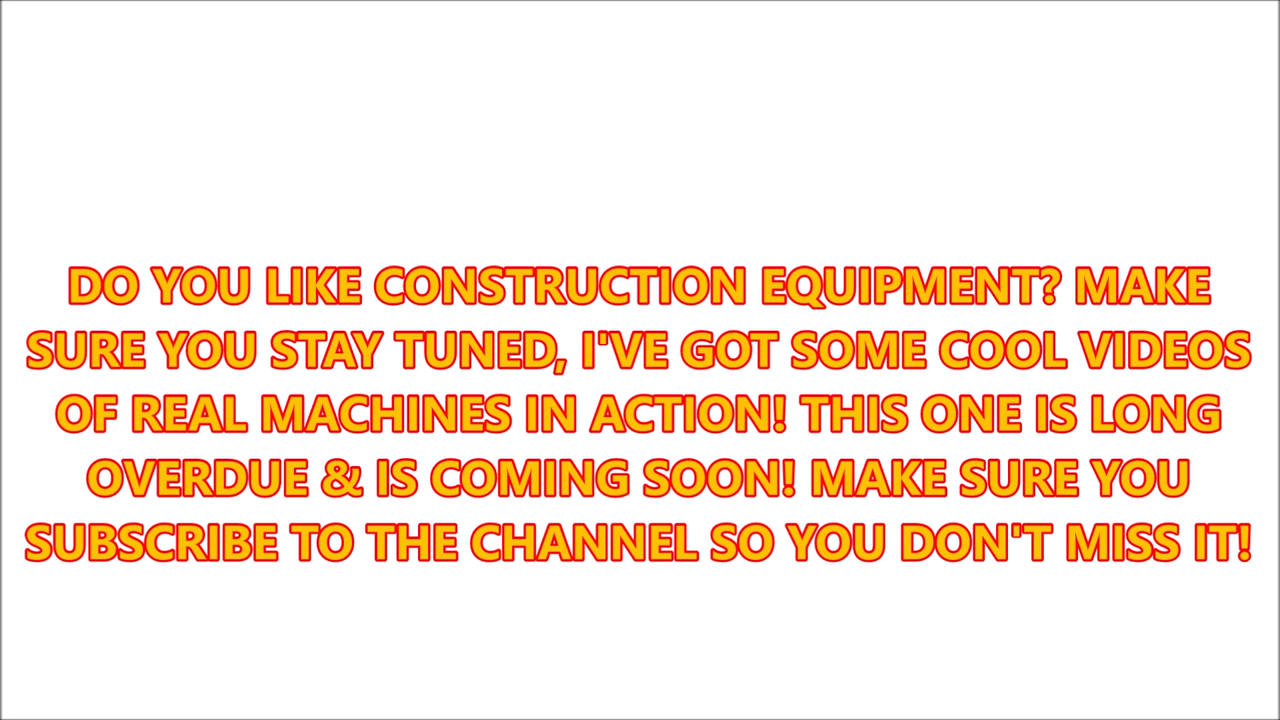 DO YOU LIKE CONSTRUCTION EQUIPMENT? MAKE
SURE YOU STAY TUNED, I'VE GOT SOME COOL VIDEOS
OF REAL MACHINES IN ACTION! THIS ONE IS LONG
OVERDUE & IS COMING SOON! MAKE SURE YOU
SUBSCRIBE TO THE CHANNEL SO YOU DON'T MISS IT!